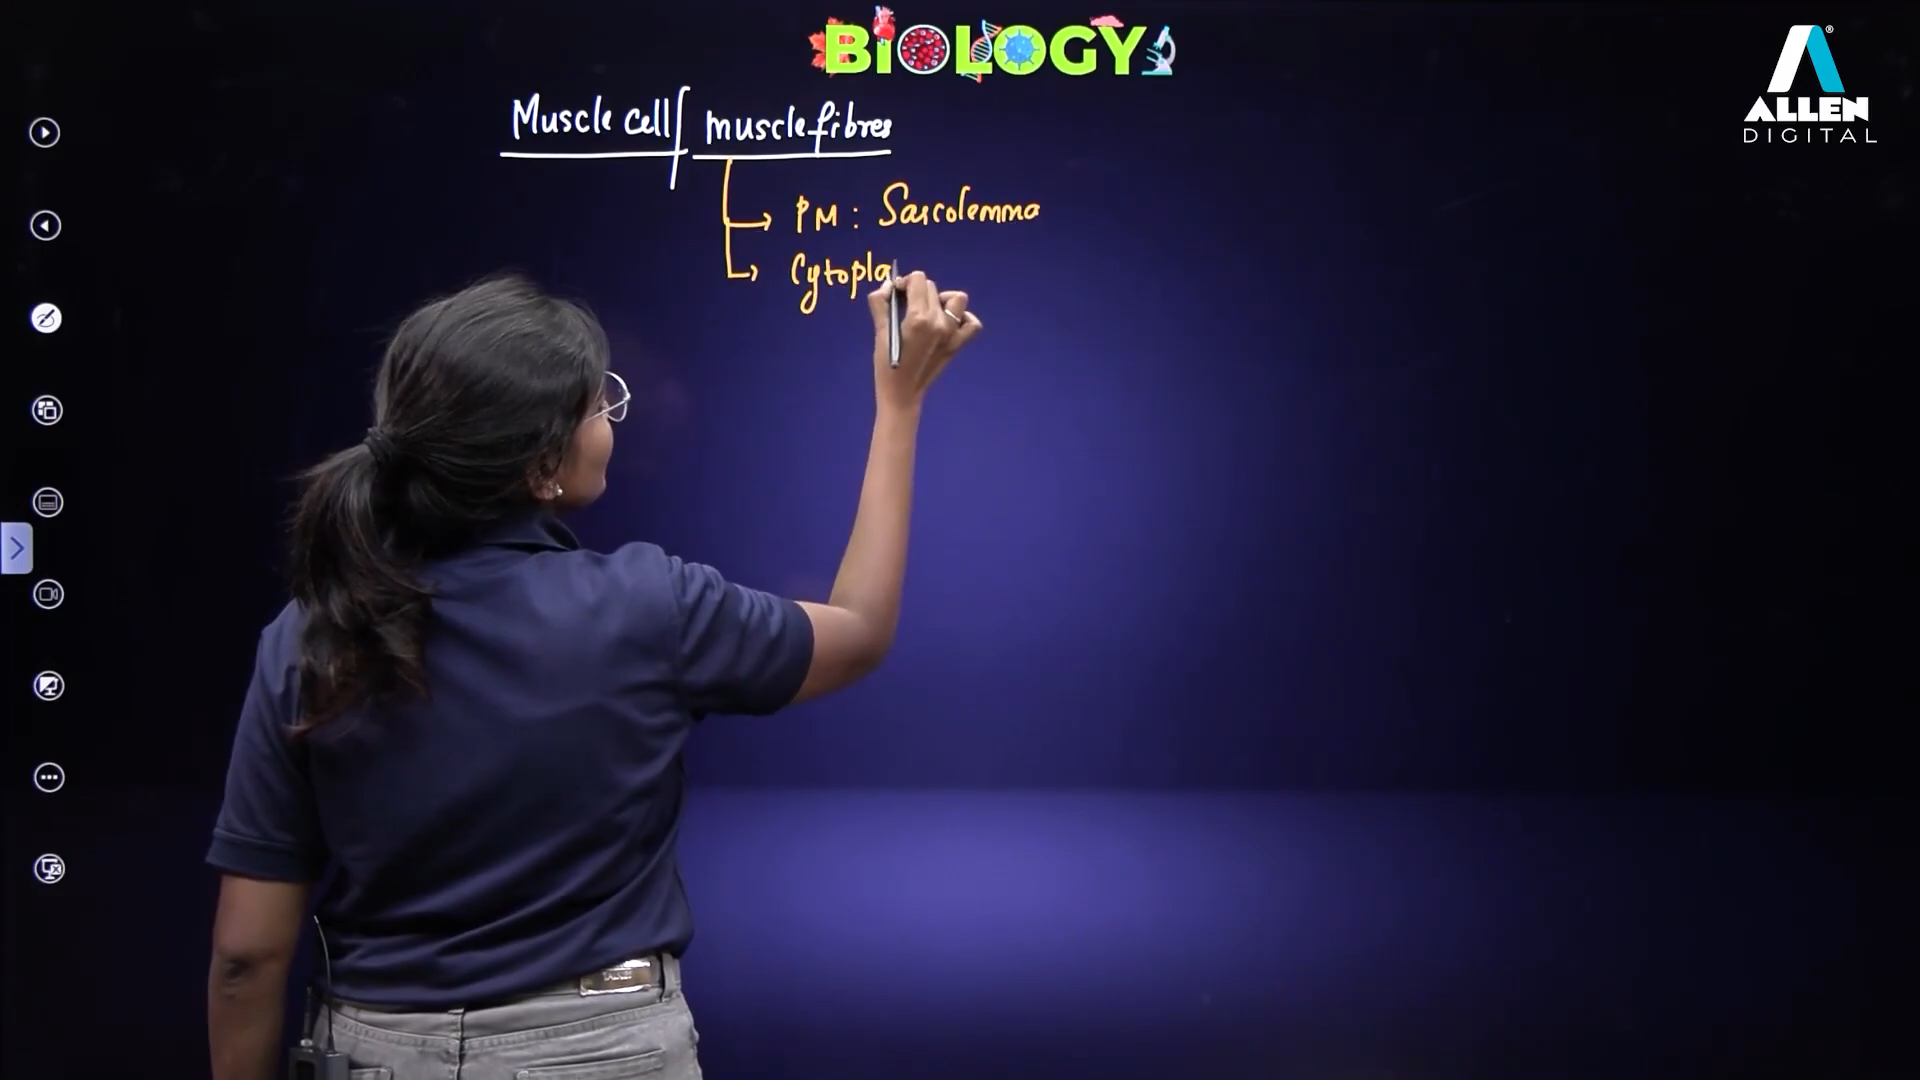 BIOLOGY
ALLEN
DIGITAL
Muscle cell / muscle fibres
PM : Sarcolemma
Cytopla